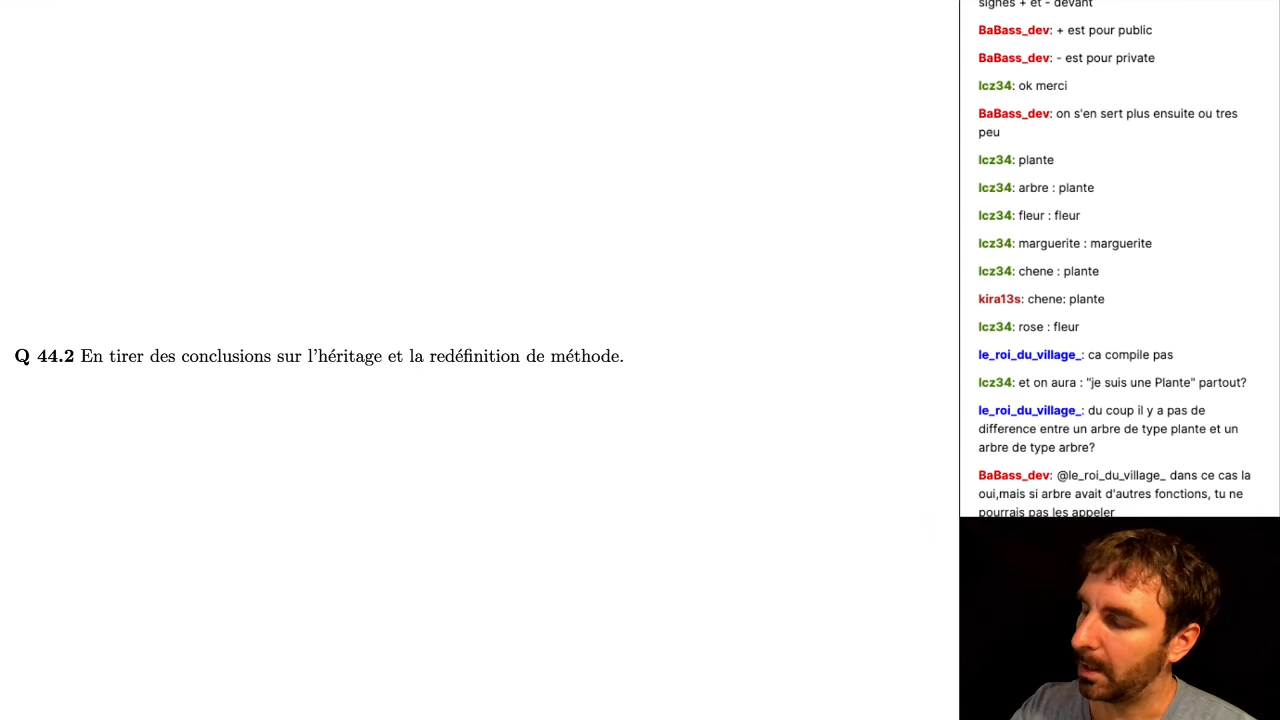 Q 44.2 En tirer des conclusions sur l'héritage et la redéfinition de méthode.
signes + et - devant
BaBass_dev: + est pour public
BaBass_dev: - est pour private
lcz34: ok merci
BaBass_dev: on s'en sert plus ensuite ou tres
peu
lcz34: plante
lcz34: arbre : plante
lcz34: fleur : fleur
lcz34: marguerite : marguerite
lcz34: chene : plante
kira13s: chene: plante
lcz34: rose : fleur
le_roi_du_village_: ca compile pas
lcz34: et on aura : "je suis une Plante" partout?
le_roi_du_village_: du coup il y a pas de
difference entre un arbre de type plante et un
arbre de type arbre?
BaBass_dev: @le_roi_du_village_ dans ce cas la
oui,mais si arbre avait d'autres fonctions, tu ne
pourrais pas les appeler